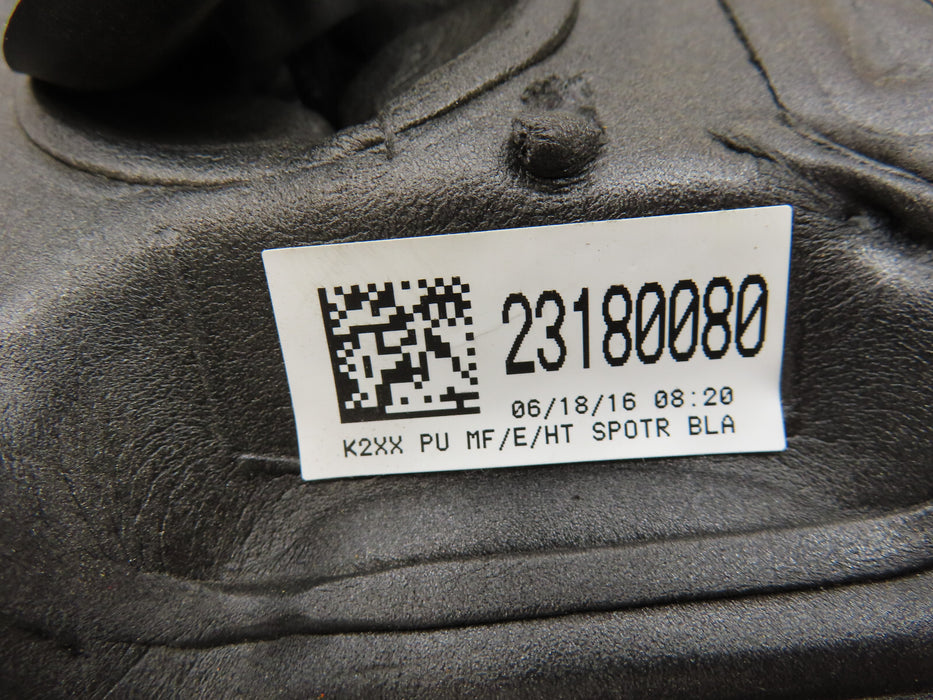 23180080
06/18/16 08:20
K2XX PU MF/E/HT SPOTR BLA